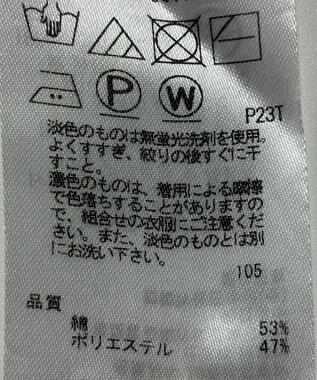 P
W
P23T
淡色のものは無蛍光洗剤を使用。
よくすすぎ、絞りの後すぐに干
すこと。
濃色のものは、着用による摩擦
で色落ちすることがありますの
で、組合せの衣服にご注意くだ
さい。また、淡色のものとは別
にお洗い下さい。
105
品質
綿 53%
ポリエステル 47%